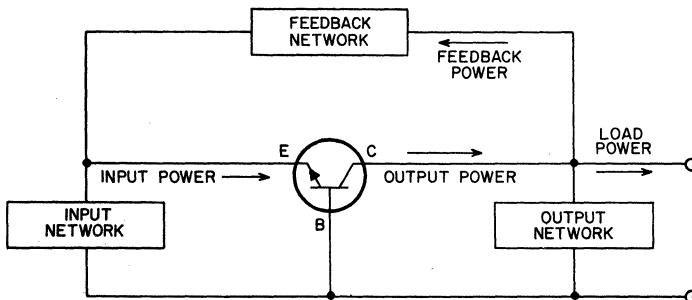 FEEDBACK
NETWORK
FEEDBACK
POWER
LOAD
POWER
E
C
INPUT POWER
OUTPUT POWER
INPUT
NETWORK
B
OUTPUT
NETWORK